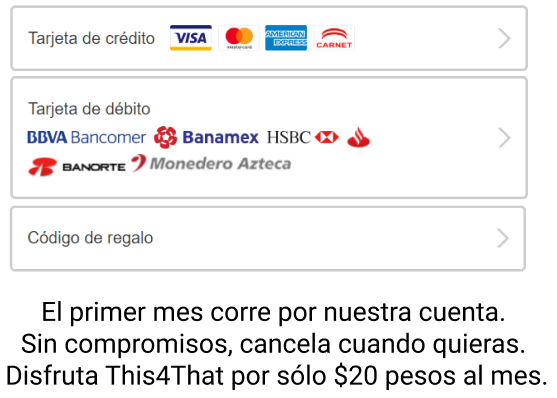 Tarjeta de crédito VISA mastercard AMERICAN EXPRESS CARNET
Tarjeta de débito
BBVA Bancomer Banamex HSBC
BANORTE Monedero Azteca
Código de regalo
El primer mes corre por nuestra cuenta.
Sin compromisos, cancela cuando quieras.
Disfruta This4That por sólo $20 pesos al mes.